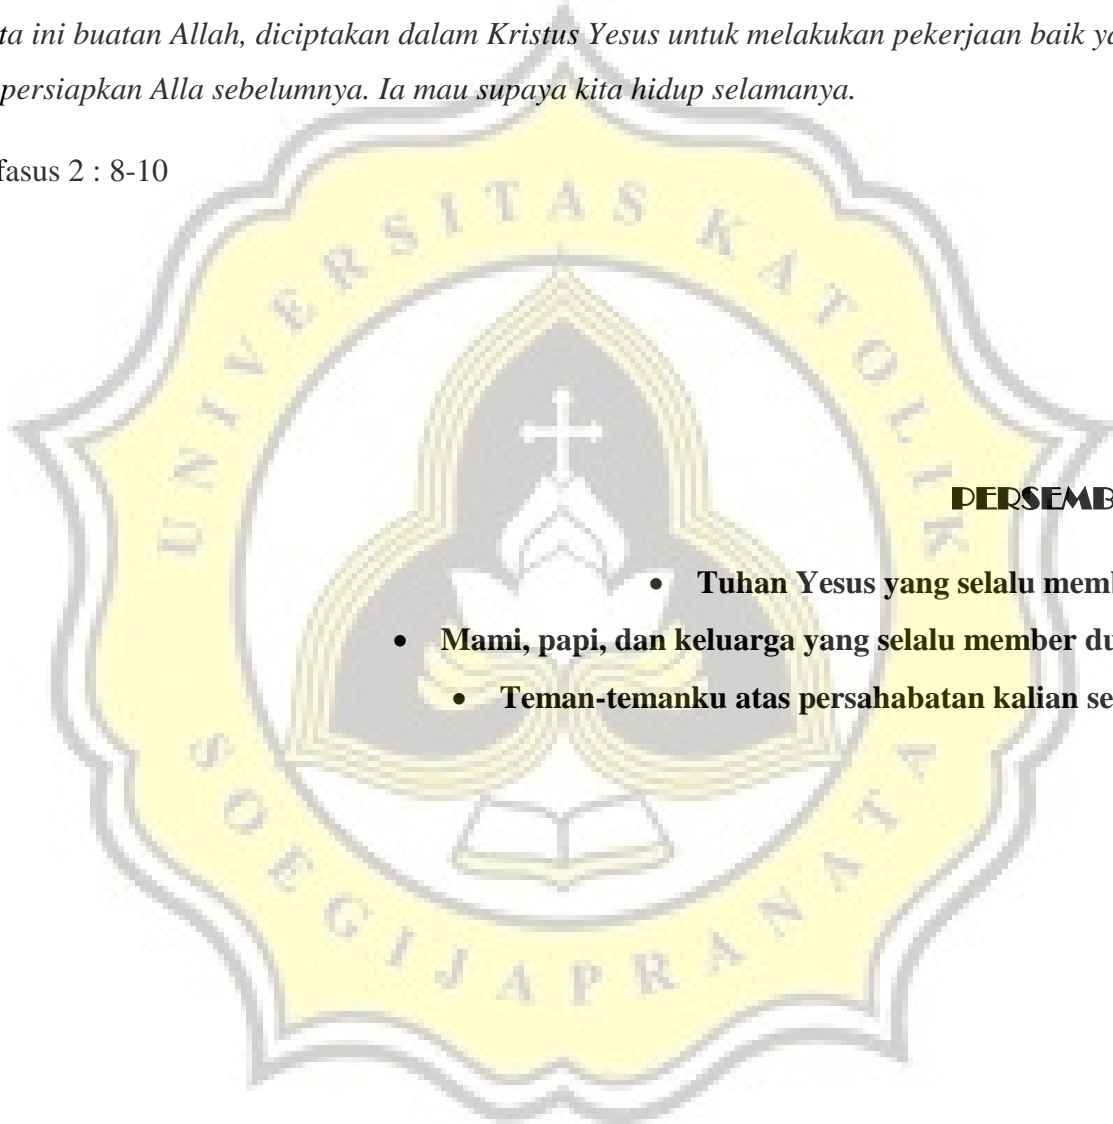 ta ini buatan Allah, diciptakan dalam Kristus Yesus untuk melakukan pekerjaan baik ya
persiapkan Alla sebelumnya. Ia mau supaya kita hidup selamanya.
fasus 2 : 8-10
UNIVERSITAS KATOLIK
PERSEMB
• Tuhan Yesus yang selalu memb
• Mami, papi, dan keluarga yang selalu member du
• Teman-temanku atas persahabatan kalian se
SOEGIJAPRANATA